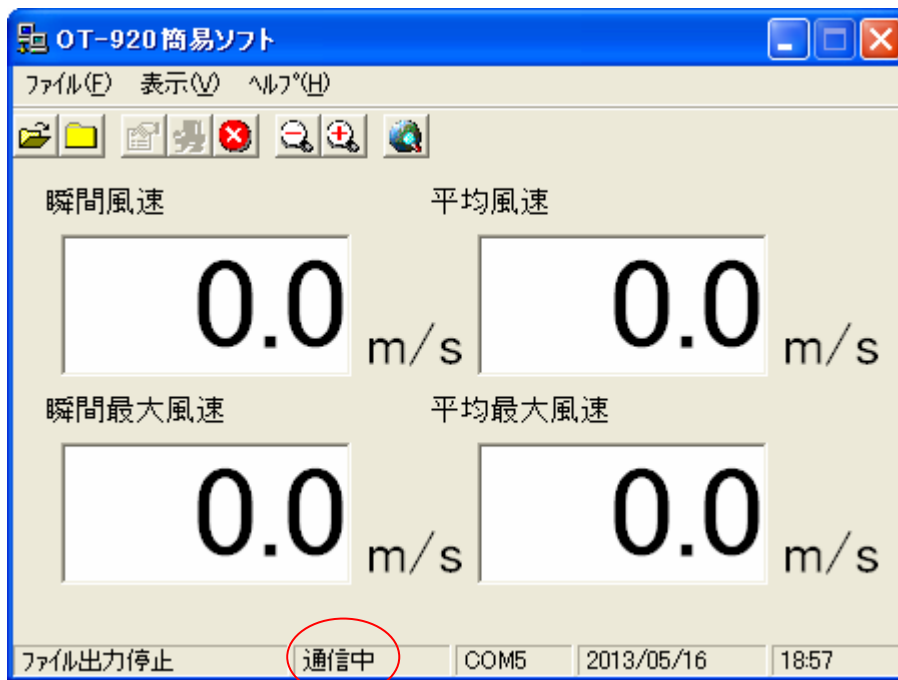 OT-920簡易ソフト
ファイル(F) 表示(V) ヘルプ(H)
瞬間風速 平均風速
0.0 m/s 0.0 m/s
瞬間最大風速 平均最大風速
0.0 m/s 0.0 m/s
ファイル出力停止 通信中 COM5 2013/05/16 18:57